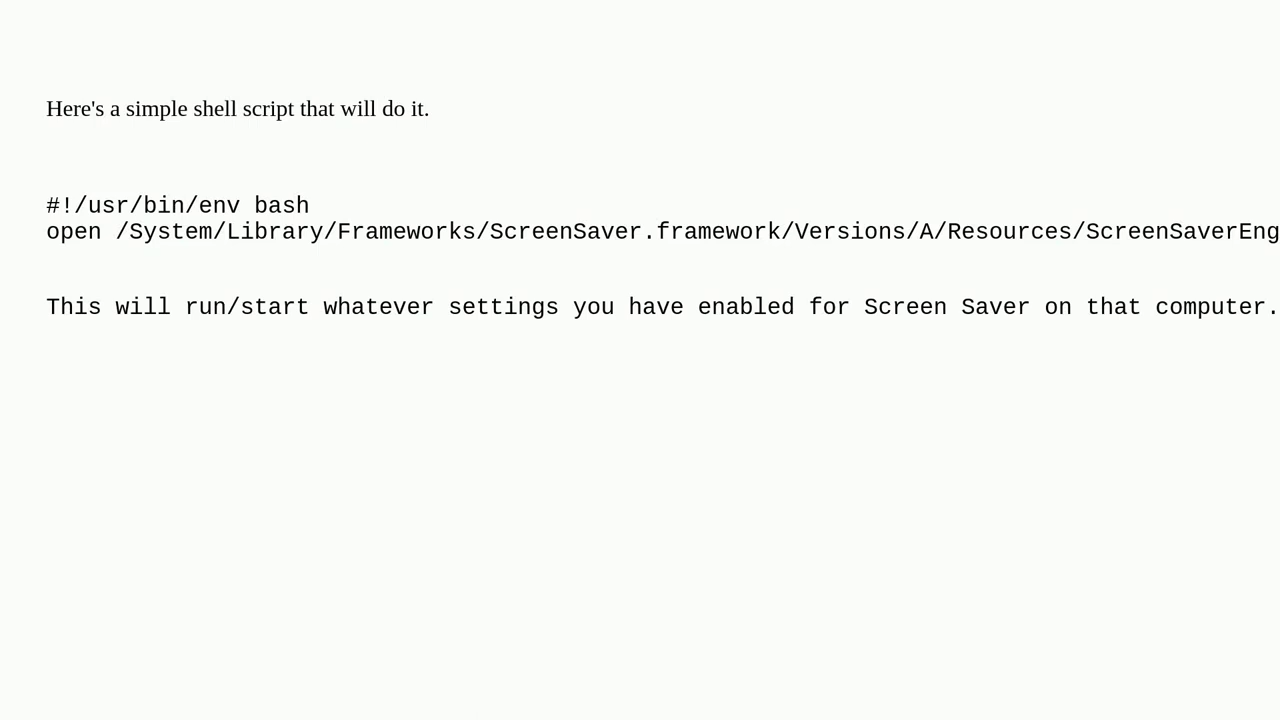 Here's a simple shell script that will do it.
#!/usr/bin/env bash
open /System/Library/Frameworks/ScreenSaver.framework/Versions/A/Resources/ScreenSaverEng
This will run/start whatever settings you have enabled for Screen Saver on that computer.